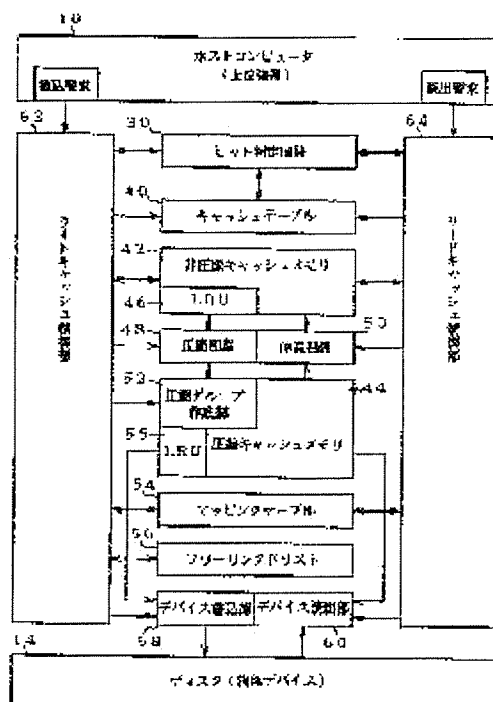 18
ホストコンピュータ
(上位装置)
書込要求
読出要求
62
64
30
ヒット判定回路
40
キャッシュテーブル
42
非圧縮キャッシュメモリ
46
LRU
48
50
圧縮回路
伸長回路
52
44
圧縮グループ
作成部
55
LRU
圧縮キャッシュメモリ
54
マッピングテーブル
56
フリーリンクドリスト
デバイス書込部
デバイス読出部
58
60
14
ディスク(物理デバイス)